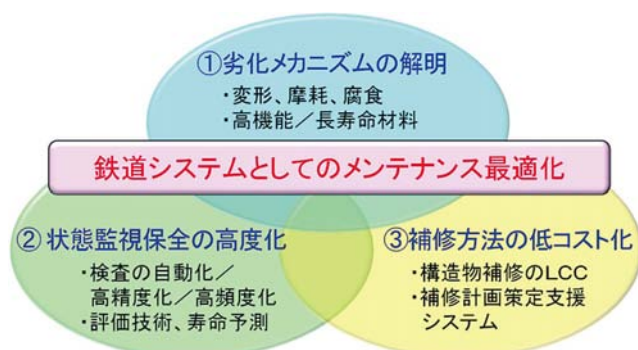 ①劣化メカニズムの解明
・変形、摩耗、腐食
・高機能／長寿命材料
鉄道システムとしてのメンテナンス最適化
②状態監視保全の高度化
・検査の自動化／
高精度化／高頻度化
・評価技術、寿命予測
③補修方法の低コスト化
・構造物補修のLCC
・補修計画策定支援
システム